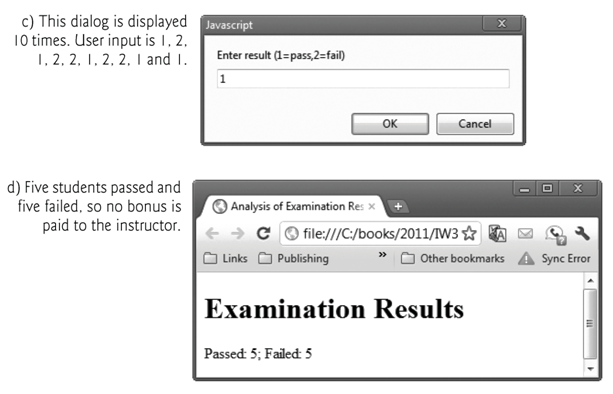 c) This dialog is displayed
10 times. User input is 1, 2,
1, 2, 2, 1, 2, 2, 1 and 1.
Javascript
Enter result (1=pass,2=fail)
1
OK Cancel
d) Five students passed and
five failed, so no bonus is
paid to the instructor.
Analysis of Examination Res
file:///C:/books/2011/IW3
Links Publishing » Other bookmarks Sync Error
Examination Results
Passed: 5; Failed: 5